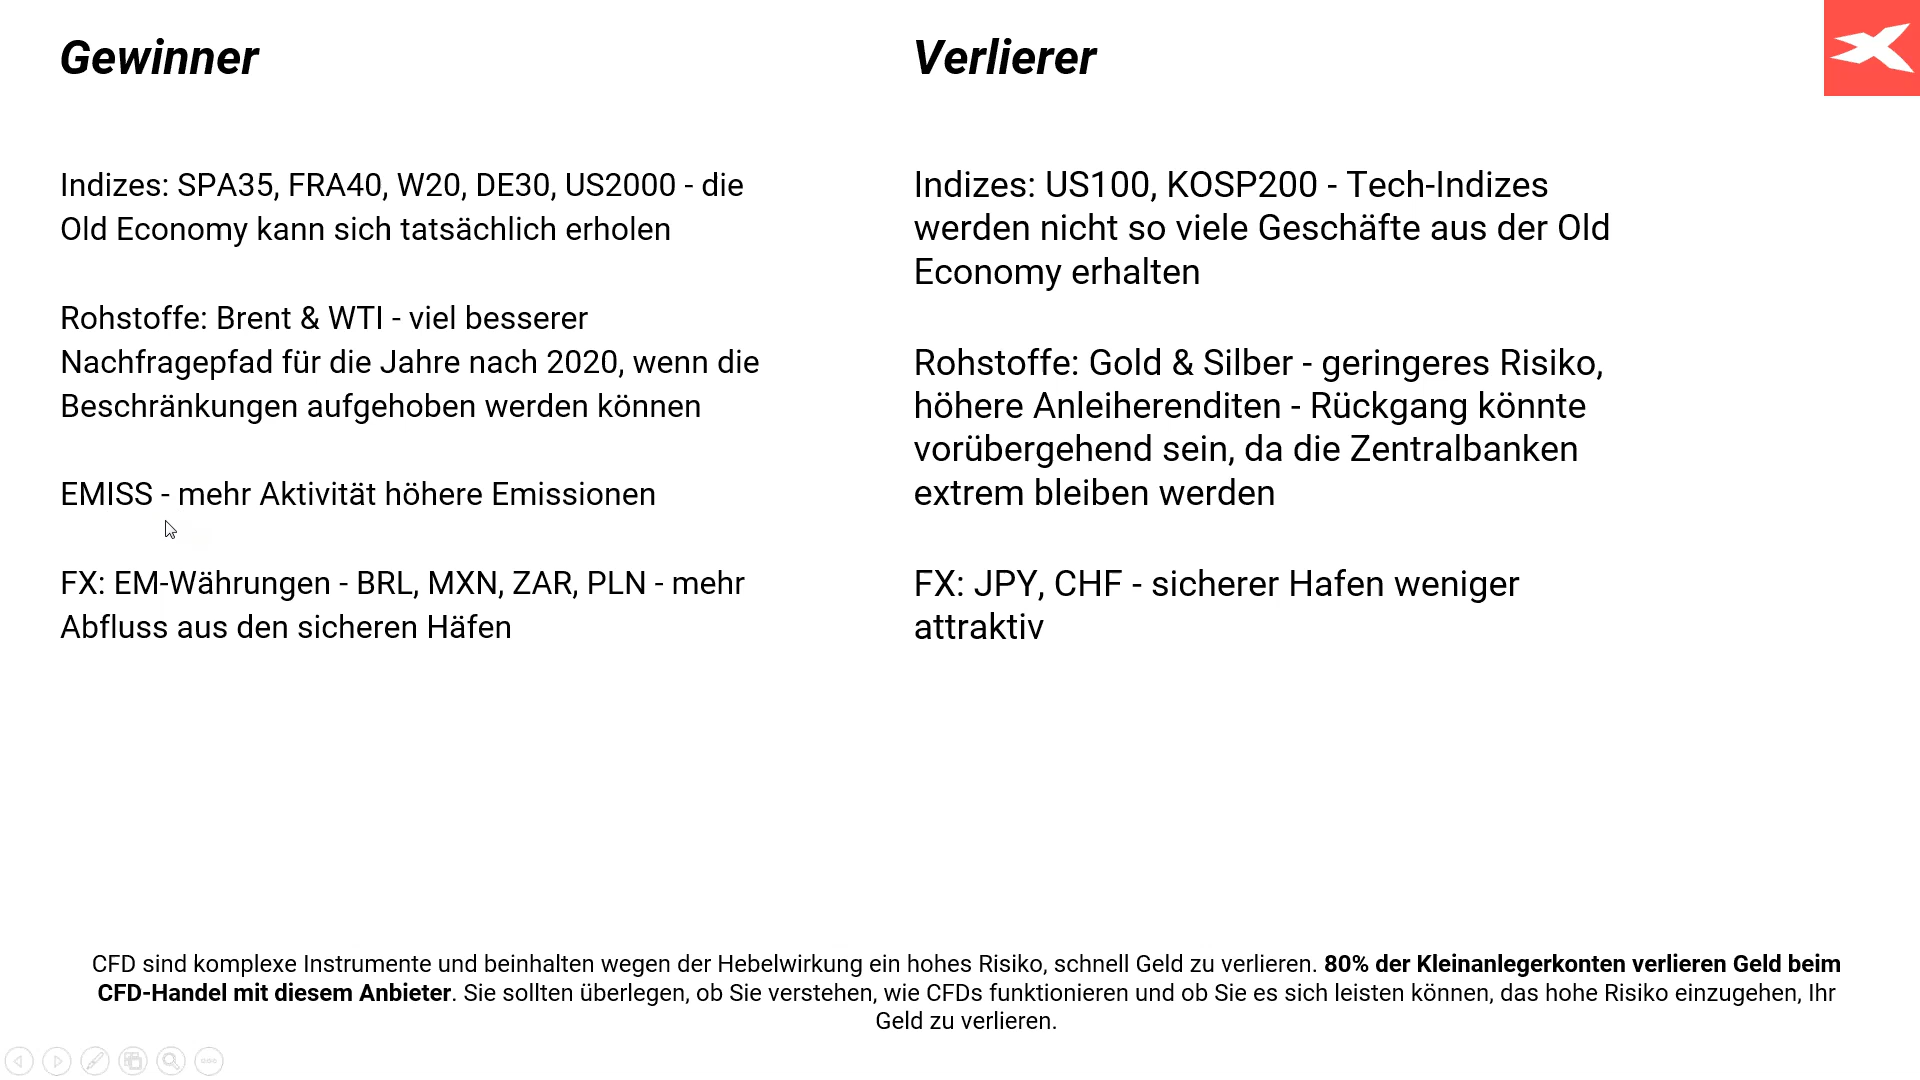 Gewinner
Indizes: SPA35, FRA40, W20, DE30, US2000 - die
Old Economy kann sich tatsächlich erholen
Rohstoffe: Brent & WTI - viel besserer
Nachfragepfad für die Jahre nach 2020, wenn die
Beschränkungen aufgehoben werden können
EMISS - mehr Aktivität höhere Emissionen
FX: EM-Währungen - BRL, MXN, ZAR, PLN - mehr
Abfluss aus den sicheren Häfen
Verlierer
Indizes: US100, KOSP200 - Tech-Indizes
werden nicht so viele Geschäfte aus der Old
Economy erhalten
Rohstoffe: Gold & Silber - geringeres Risiko,
höhere Anleiherenditen - Rückgang könnte
vorübergehend sein, da die Zentralbanken
extrem bleiben werden
FX: JPY, CHF - sicherer Hafen weniger
attraktiv
CFD sind komplexe Instrumente und beinhalten wegen der Hebelwirkung ein hohes Risiko, schnell Geld zu verlieren. 80% der Kleinanlegerkonten verlieren Geld beim
CFD-Handel mit diesem Anbieter. Sie sollten überlegen, ob Sie verstehen, wie CFDs funktionieren und ob Sie es sich leisten können, das hohe Risiko einzugehen, Ihr
Geld zu verlieren.